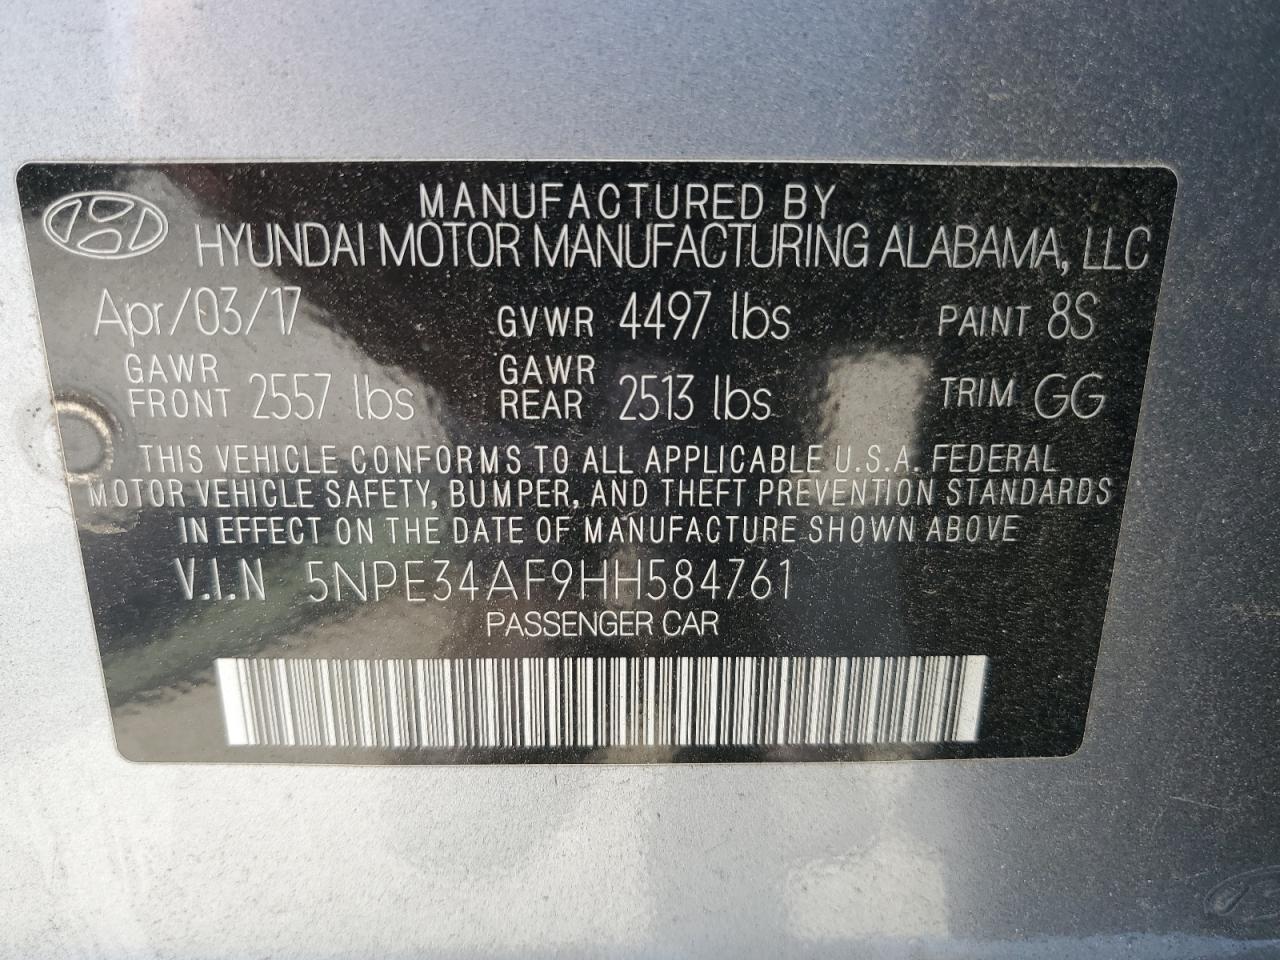 MANUFACTURED BY
HYUNDAI MOTOR MANUFACTURING ALABAMA, LLC
Apr/03/17 GVWR 4497 lbs PAINT 8S
GAWR FRONT 2557 lbs GAWR REAR 2513 lbs TRIM GG
THIS VEHICLE CONFORMS TO ALL APPLICABLE U.S.A. FEDERAL
MOTOR VEHICLE SAFETY, BUMPER, AND THEFT PREVENTION STANDARDS
IN EFFECT ON THE DATE OF MANUFACTURE SHOWN ABOVE
V.I.N 5NPE34AF9HH584761
PASSENGER CAR